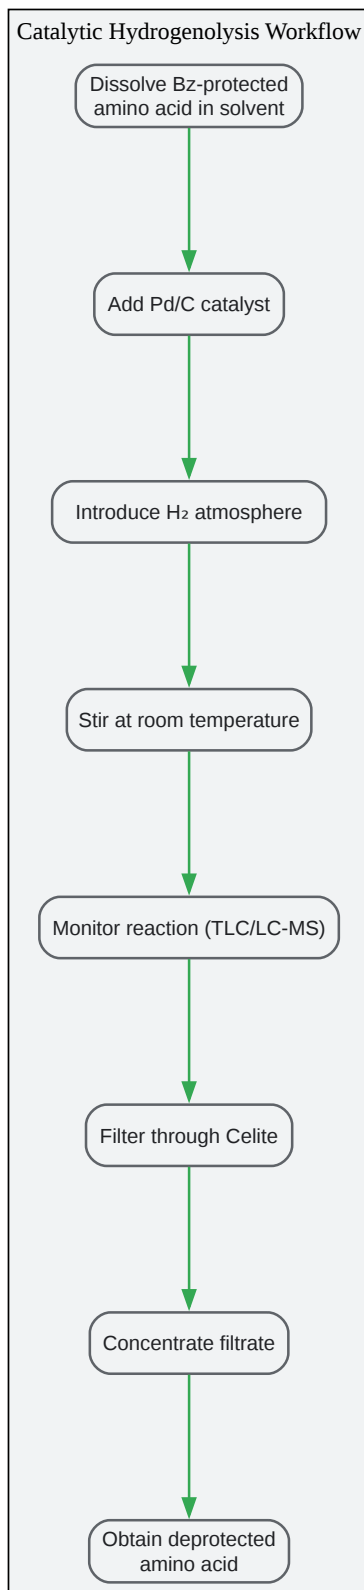 Catalytic Hydrogenolysis Workflow
Dissolve Bz-protected
amino acid in solvent
Add Pd/C catalyst
Introduce H₂ atmosphere
Stir at room temperature
Monitor reaction (TLC/LC-MS)
Filter through Celite
Concentrate filtrate
Obtain deprotected
amino acid